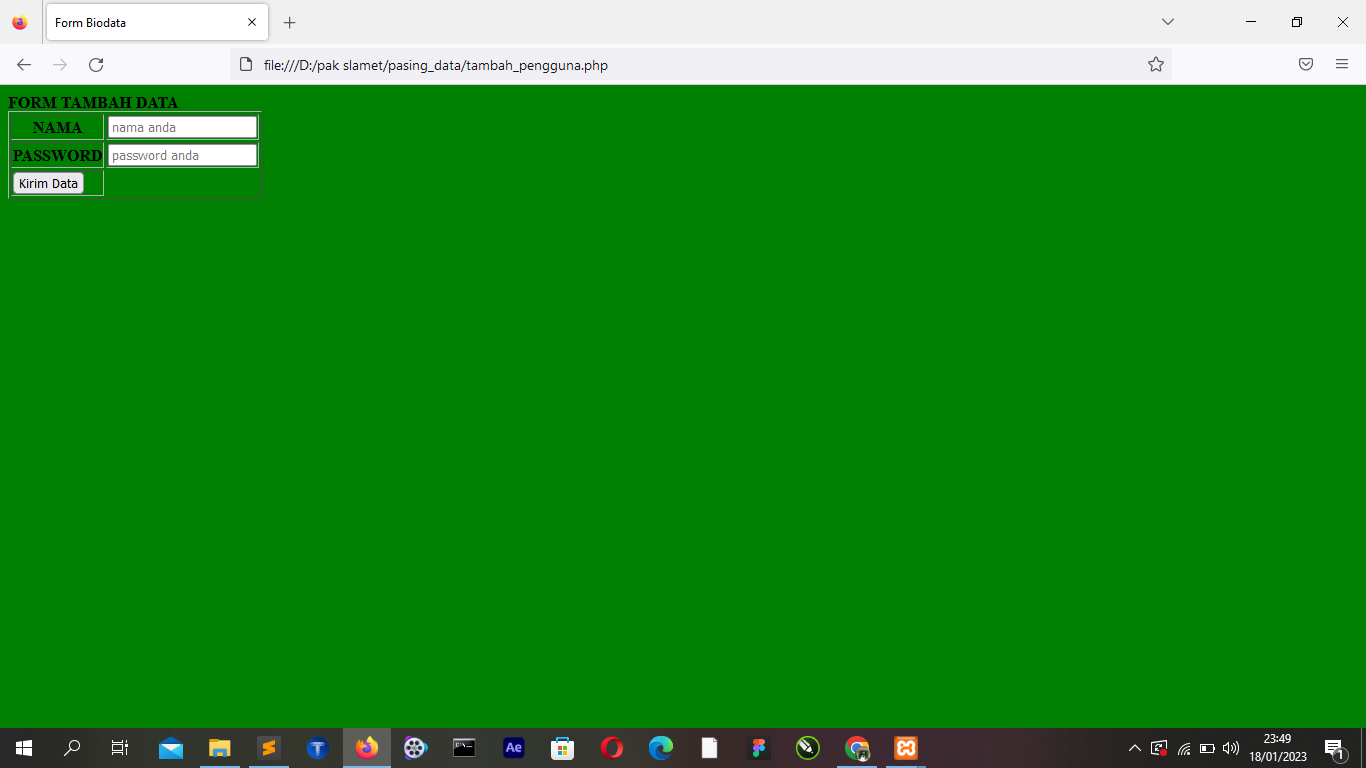 Form Biodata
file:///D:/pak slamet/pasing_data/tambah_pengguna.php
FORM TAMBAH DATA
NAMA nama anda
PASSWORD password anda
Kirim Data
Ae
23:49
18/01/2023
1